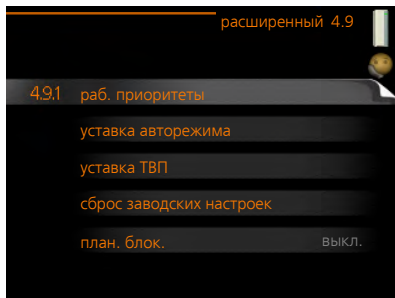 расширенный 4.9
4.9.1 раб. приоритеты
уставка авторежима
уставка ТВП
сброс заводских настроек
план. блок. выкл.